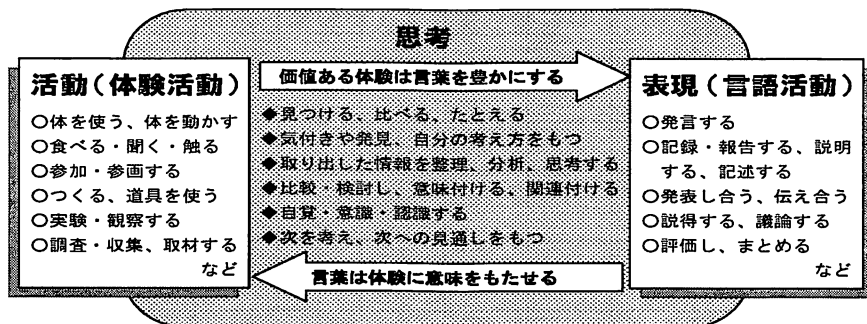 思考
活動（体験活動）
○体を使う、体を動かす
○食べる・聞く・触る
○参加・参画する
○つくる、道具を使う
○実験・観察する
○調査・収集、取材する
など
価値ある体験は言葉を豊かにする
◆見つける、比べる、たとえる
◆気付きや発見、自分の考え方をもつ
◆取り出した情報を整理、分析、思考する
◆比較・検討し、意味付ける、関連付ける
◆自覚・意識・認識する
◆次を考え、次への見通しをもつ
言葉は体験に意味をもたせる
表現（言語活動）
○発言する
○記録・報告する、説明
する、記述する
○発表し合う、伝え合う
○説得する、議論する
○評価し、まとめる
など